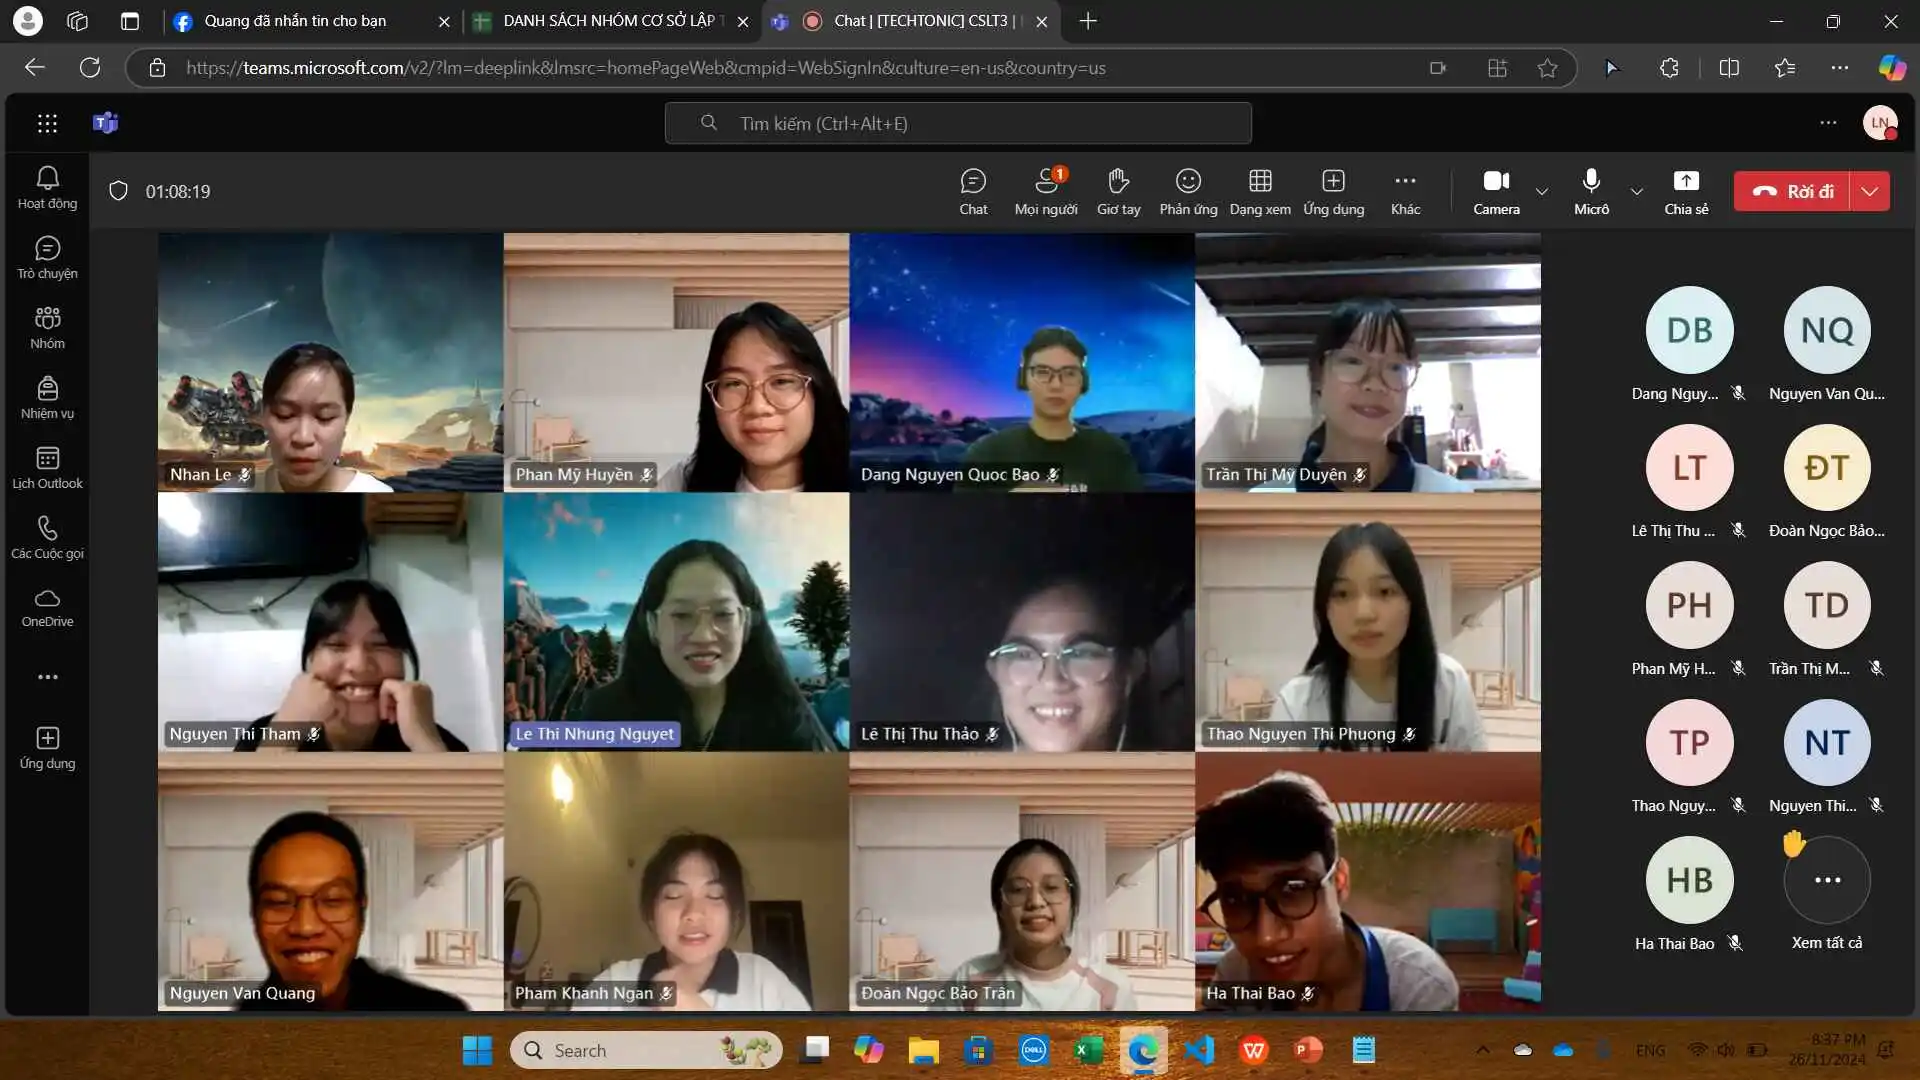 Quang đã nhắn tin cho bạn
DANH SÁCH NHÓM CƠ SỞ LẬP T
Chat | [TECHTONIC] CSLT3 |
https://teams.microsoft.com/v2/?lm=deeplink&lmsrc=homePageWeb&cmpid=WebSignIn&culture=en-us&country=us
Tìm kiếm (Ctrl+Alt+E)
LN
01:08:19
Chat
1
Mọi người
Giơ tay
Phản ứng
Dạng xem
Ứng dụng
Khác
Camera
Micrô
Chia sẻ
Rời đi
Hoạt động
Trò chuyện
Nhóm
Nhiệm vụ
Lịch Outlook
Các Cuộc gọi
OneDrive
Ứng dụng
Nhan Le
Phan Mỹ Huyền
Dang Nguyen Quoc Bao
Trần Thị Mỹ Duyên
Nguyen Thi Tham
Le Thi Nhung Nguyet
Lê Thị Thu Thảo
Thao Nguyen Thi Phuong
Nguyen Van Quang
Pham Khanh Ngan
Đoàn Ngọc Bảo Trân
Ha Thai Bao
DB
NQ
Dang Nguy...
Nguyen Van Qu...
LT
ĐT
Lê Thị Thu ...
Đoàn Ngọc Bảo...
PH
TD
Phan Mỹ H...
Trần Thị M...
TP
NT
Thao Nguy...
Nguyen Thi...
HB
Ha Thai Bao
Xem tất cả
Search
DELL
ENG
8:37 PM
26/11/2024